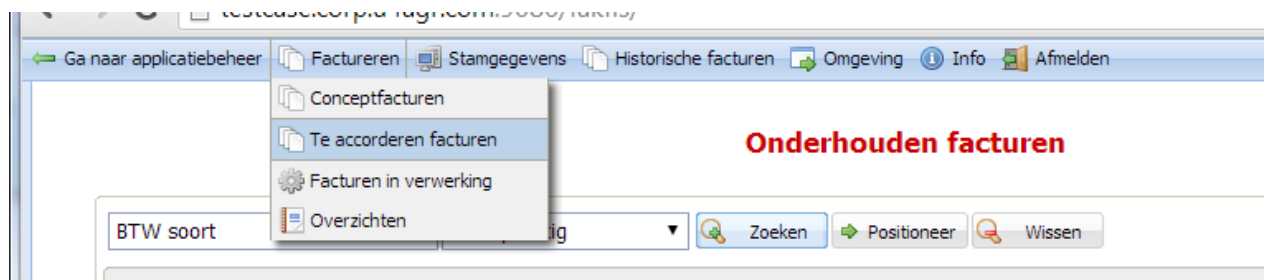 Ga naar applicatiebeheer Factureren Stamgegevens Historische facturen Omgeving Info Afmelden
Conceptfacturen
Te accorderen facturen
Onderhouden facturen
Facturen in verwerking
Overzichten
BTW soort Zoeken Positioneer Wissen